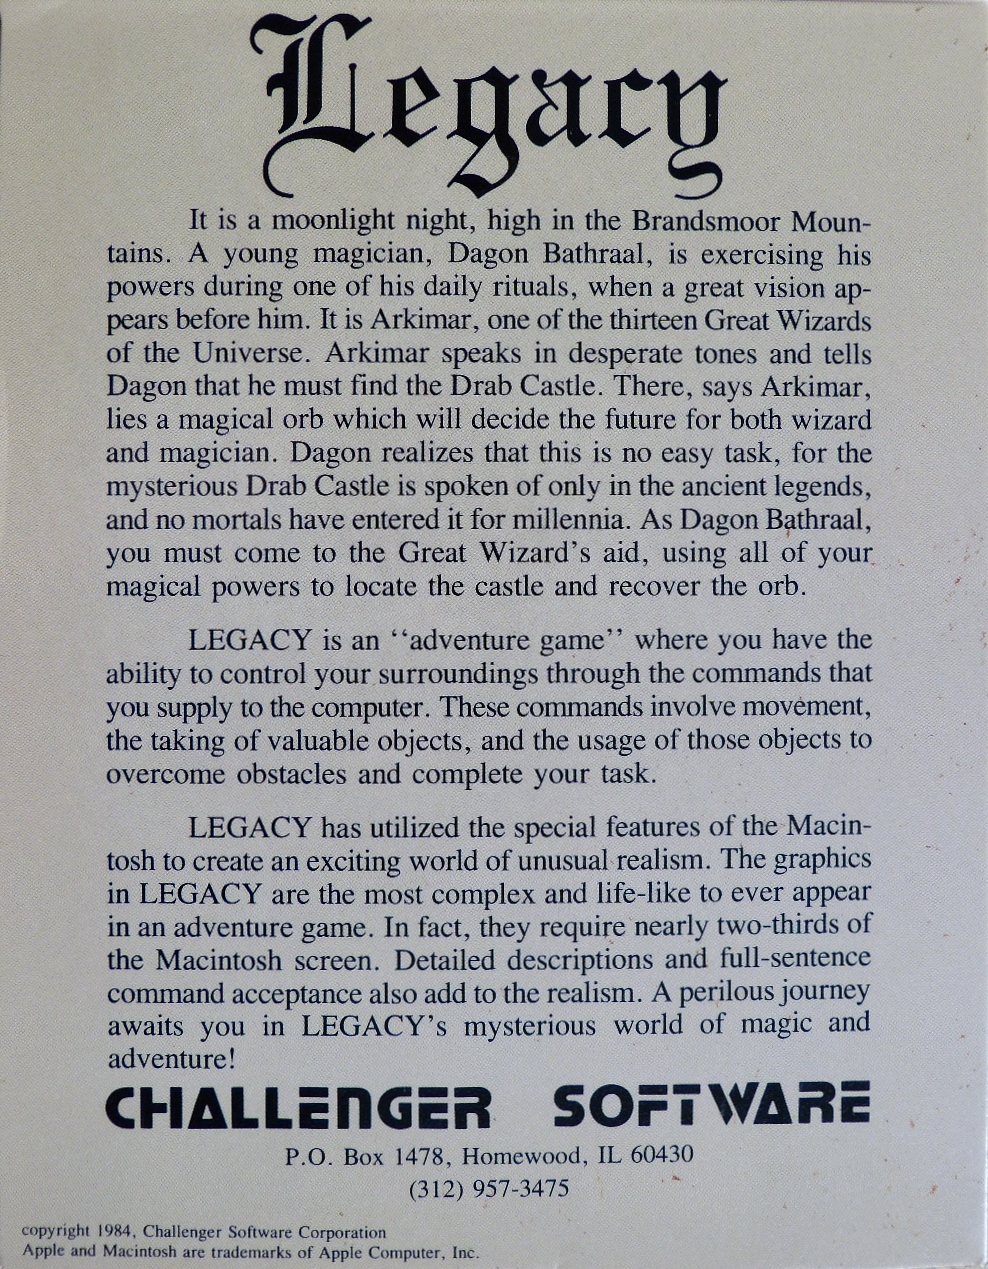 Legacy
It is a moonlight night, high in the Brandsmoor Moun-
tains. A young magician, Dagon Bathraal, is exercising his
powers during one of his daily rituals, when a great vision ap-
pears before him. It is Arkimar, one of the thirteen Great Wizards
of the Universe. Arkimar speaks in desperate tones and tells
Dagon that he must find the Drab Castle. There, says Arkimar,
lies a magical orb which will decide the future for both wizard
and magician. Dagon realizes that this is no easy task, for the
mysterious Drab Castle is spoken of only in the ancient legends,
and no mortals have entered it for millennia. As Dagon Bathraal,
you must come to the Great Wizard's aid, using all of your
magical powers to locate the castle and recover the orb.
LEGACY is an ‘‘adventure game’’ where you have the
ability to control your surroundings through the commands that
you supply to the computer. These commands involve movement,
the taking of valuable objects, and the usage of those objects to
overcome obstacles and complete your task.
LEGACY has utilized the special features of the Macin-
tosh to create an exciting world of unusual realism. The graphics
in LEGACY are the most complex and life-like to ever appear
in an adventure game. In fact, they require nearly two-thirds of
the Macintosh screen. Detailed descriptions and full-sentence
command acceptance also add to the realism. A perilous journey
awaits you in LEGACY's mysterious world of magic and
adventure!
CHALLENGER SOFTWARE
P.O. Box 1478, Homewood, IL 60430
(312) 957-3475
copyright 1984, Challenger Software Corporation
Apple and Macintosh are trademarks of Apple Computer, Inc.